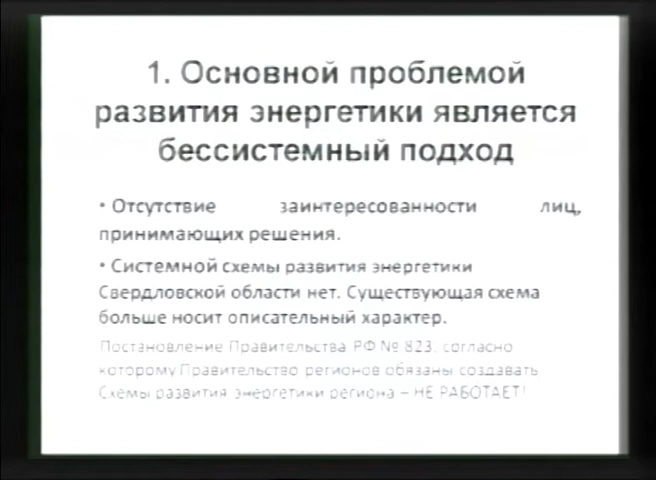 1. Основной проблемой
развития энергетики является
бессистемный подход
• Отсутствие заинтересованности лиц,
принимающих решения.
• Системной схемы развития энергетики
Свердловской области нет. Существующая схема
больше носит описательный характер.
Постановление Правительства РФ № 823, согласно
которому Правительство регионов обязаны создавать
Схемы развития энергетики региона – НЕ РАБОТАЕТ!